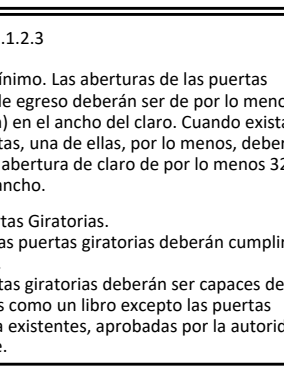 .1.2.3
ínimo. Las aberturas de las puertas
de egreso deberán ser de por lo meno
) en el ancho del claro. Cuando exista
tas, una de ellas, por lo menos, deber
abertura de claro de por lo menos 32
ancho.
tas Giratorias.
as puertas giratorias deberán cumplir
tas giratorias deberán ser capaces de
s como un libro excepto las puertas
a existentes, aprobadas por la autorid
e.